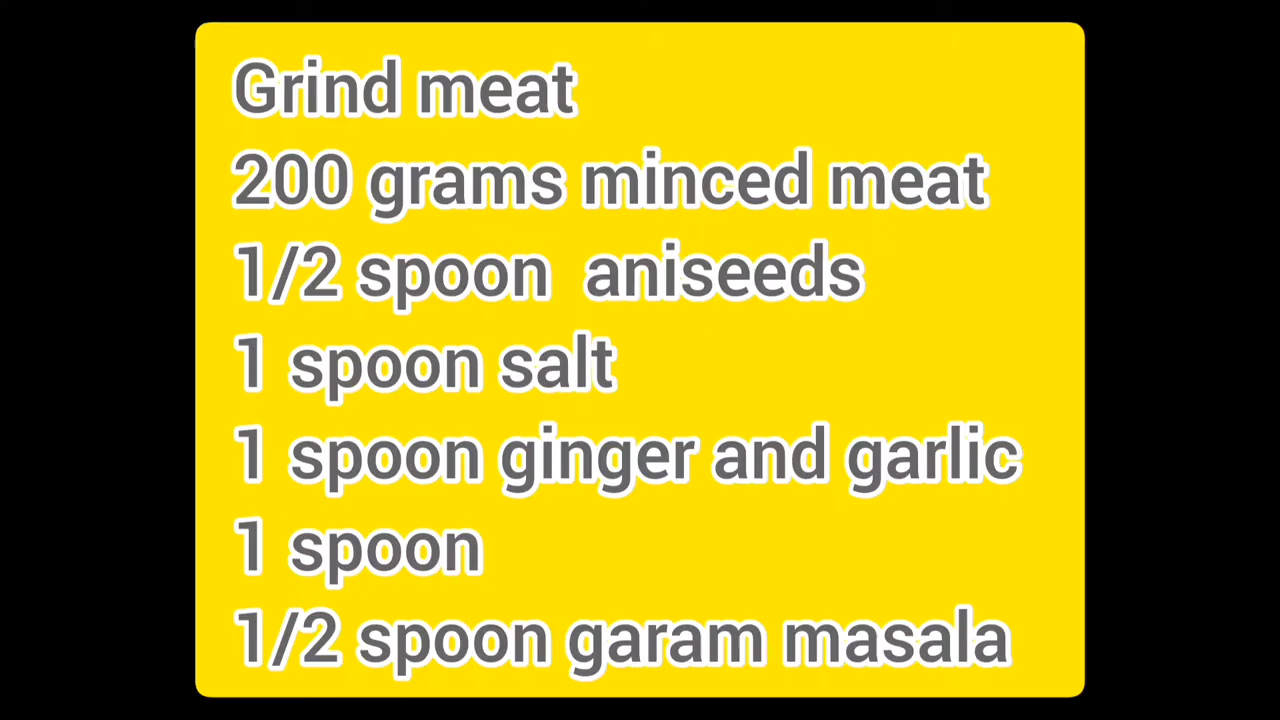 Grind meat
200 grams minced meat
1/2 spoon  aniseeds
1 spoon salt
1 spoon ginger and garlic
1 spoon
1/2 spoon garam masala